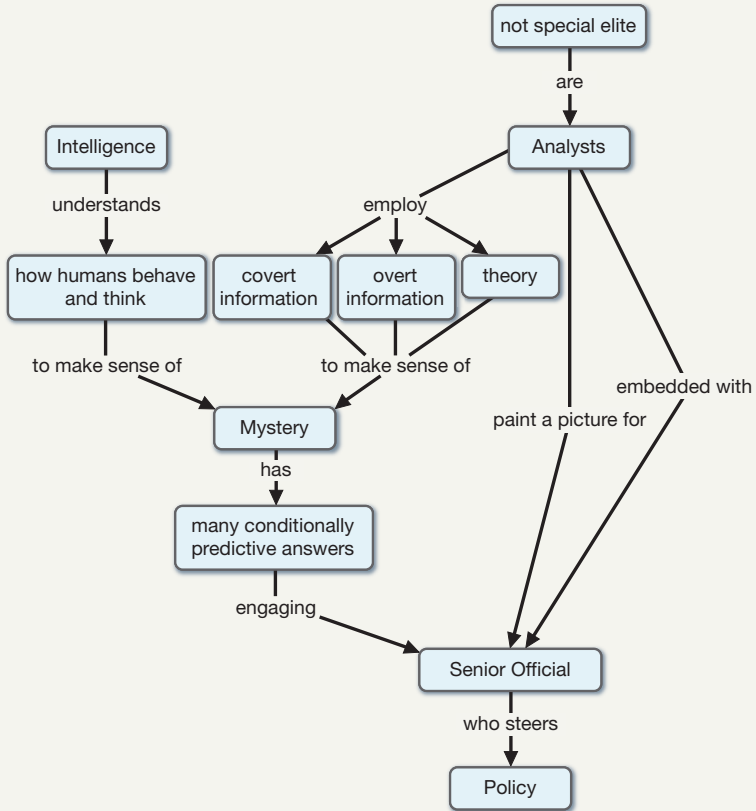 not special elite
are
Intelligence
Analysts
understands
employ
how humans behave
and think
covert
information
overt
information
theory
to make sense of
to make sense of
embedded with
paint a picture for
Mystery
has
many conditionally
predictive answers
engaging
Senior Official
who steers
Policy